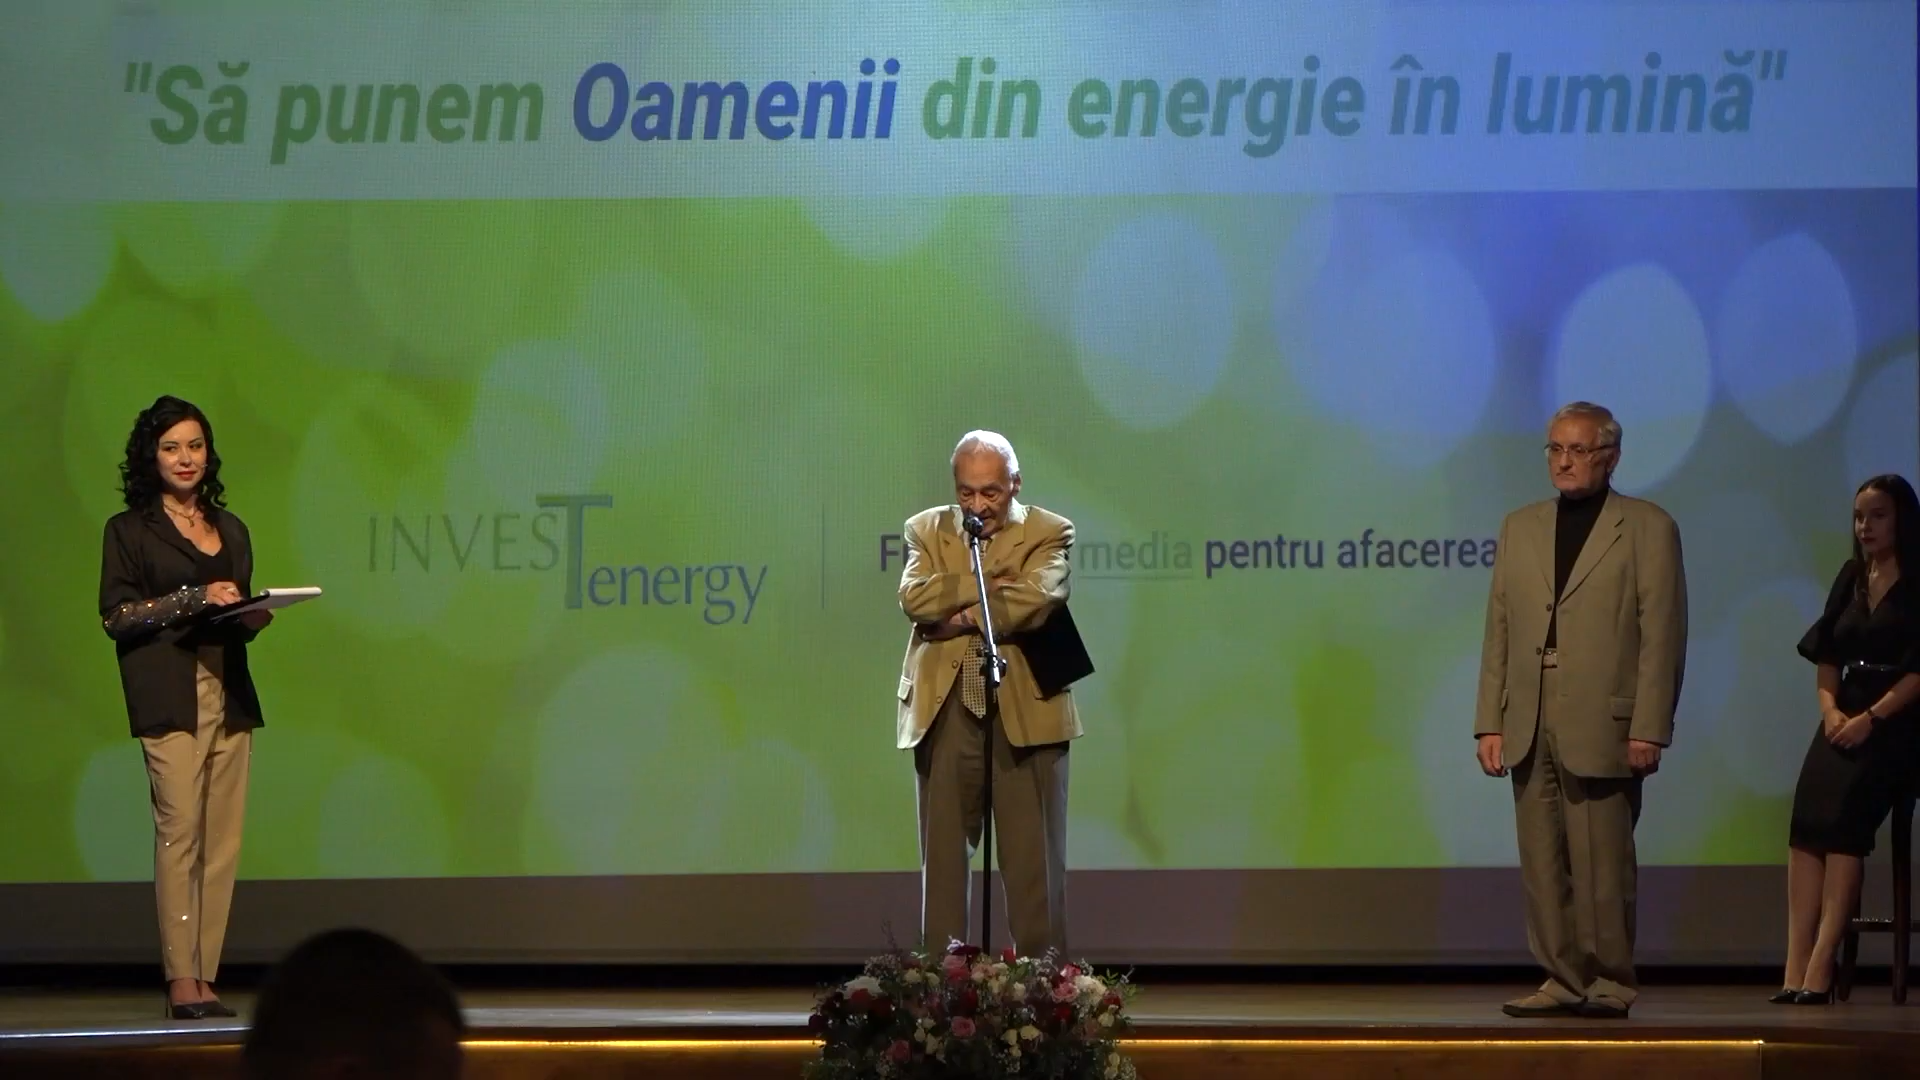 "Să punem Oamenii din energie în lumină"
INVESTenergy
media pentru afacerea